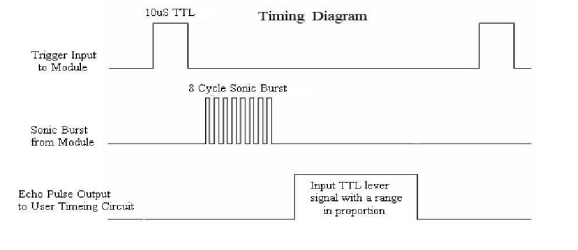 10uS TTL
Timing Diagram
Trigger Input
to Module
8 Cycle Sonic Burst
Sonic Burst
from Module
Echo Pulse Output
to User Timeing Circuit
Input TTL lever
signal with a range
in proportion